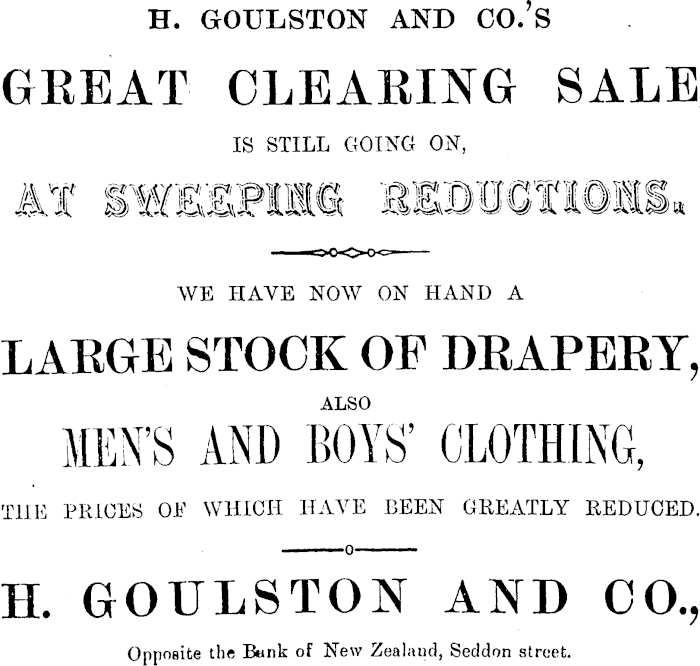 H. GOULSTON AND CO.'S
GREAT CLEARING SALE
IS STILL GOING ON,
AT SWEEPING REDUCTIONS.
WE HAVE NOW ON HAND A
LARGE STOCK OF DRAPERY,
ALSO
MEN'S AND BOYS' CLOTHING,
THE PRICES OF WHICH HAVE BEEN GREATLY REDUCED.
H. GOULSTON AND CO.,
Opposite the Bank of New Zealand, Seddon street.